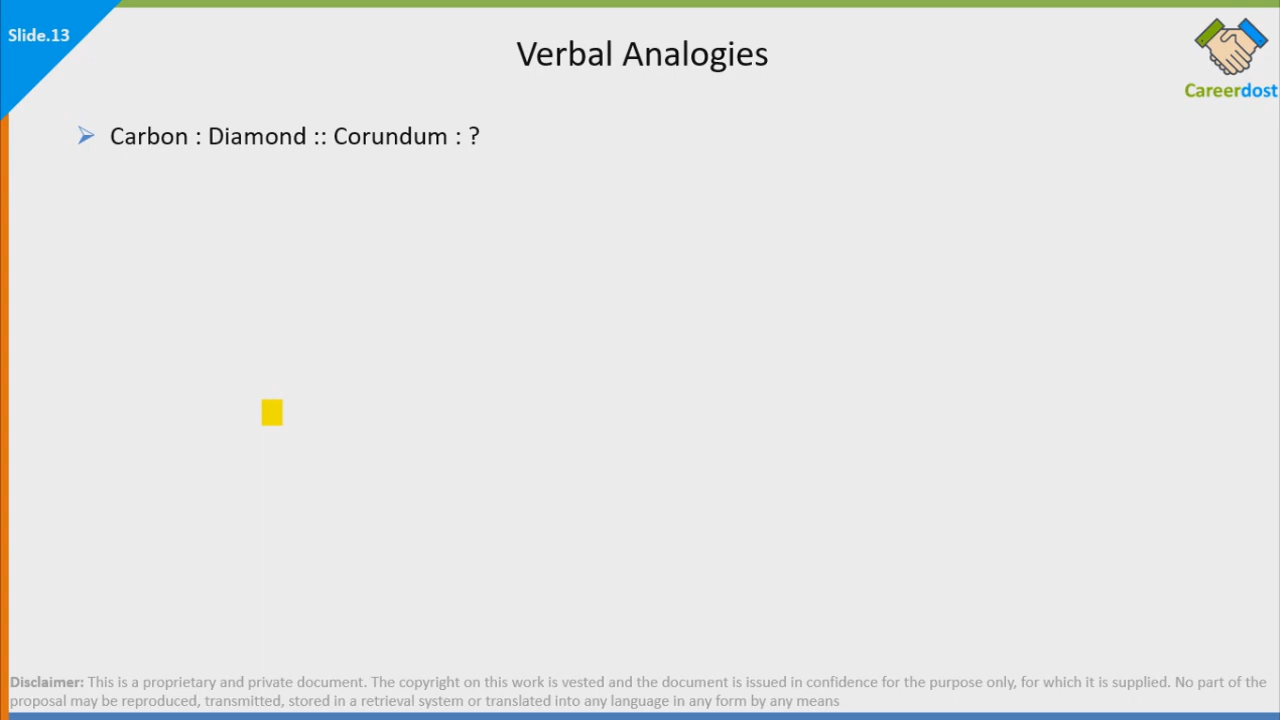 Slide.13
Verbal Analogies
Careerdost
➢ Carbon : Diamond :: Corundum : ?
Disclaimer: This is a proprietary and private document. The copyright on this work is vested and the document is issued in confidence for the purpose only, for which it is supplied. No part of the
proposal may be reproduced, transmitted, stored in a retrieval system or translated into any language in any form by any means